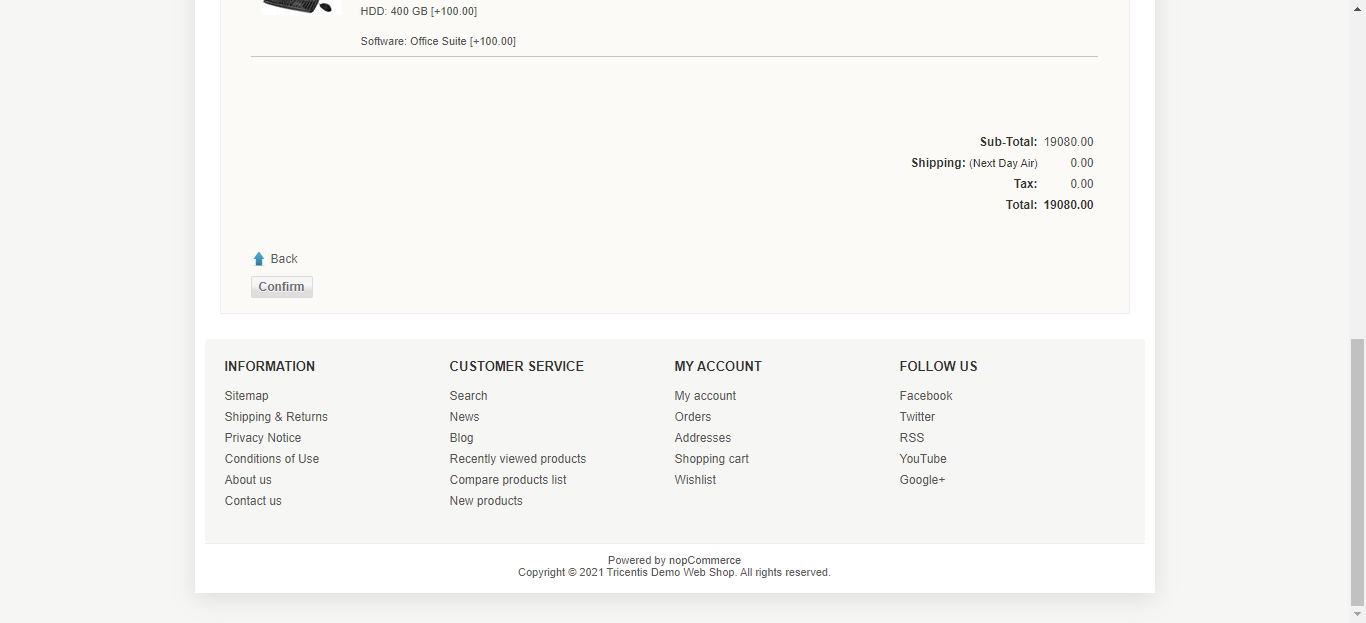 HDD: 400 GB [+100.00]
Software: Office Suite [+100.00]
Sub-Total: 19080.00
Shipping: (Next Day Air) 0.00
Tax: 0.00
Total: 19080.00
Back
Confirm
INFORMATION
Sitemap
Shipping & Returns
Privacy Notice
Conditions of Use
About us
Contact us
CUSTOMER SERVICE
Search
News
Blog
Recently viewed products
Compare products list
New products
MY ACCOUNT
My account
Orders
Addresses
Shopping cart
Wishlist
FOLLOW US
Facebook
Twitter
RSS
YouTube
Google+
Powered by nopCommerce
Copyright © 2021 Tricentis Demo Web Shop. All rights reserved.